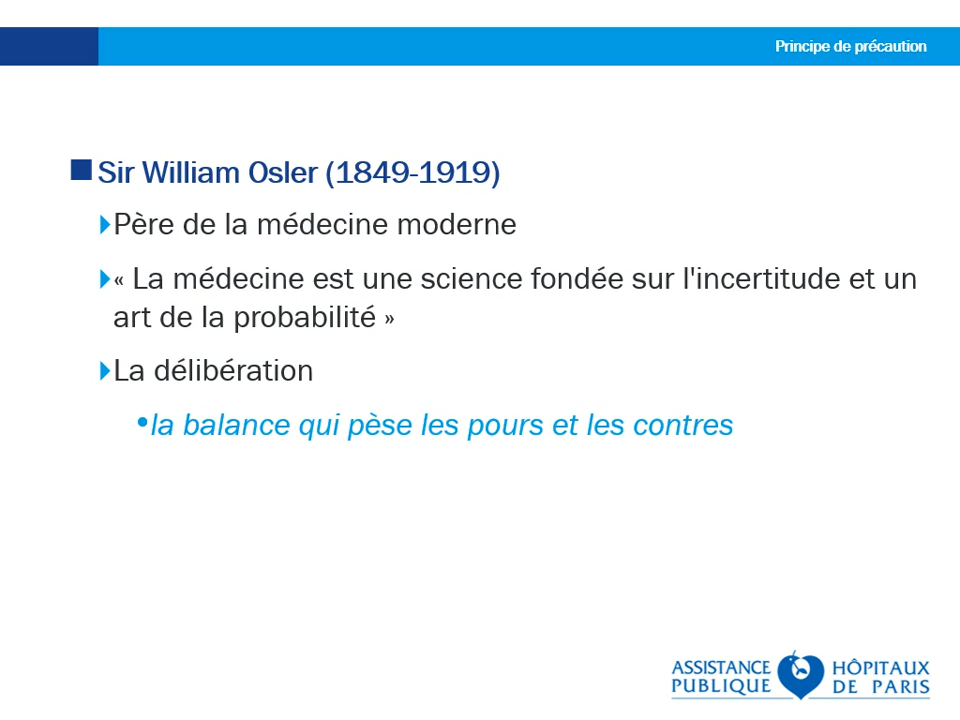 Principe de précaution
Sir William Osler (1849-1919)
Père de la médecine moderne
« La médecine est une science fondée sur l'incertitude et un
art de la probabilité »
La délibération
la balance qui pèse les pours et les contres
ASSISTANCE HÔPITAUX
PUBLIQUE DE PARIS